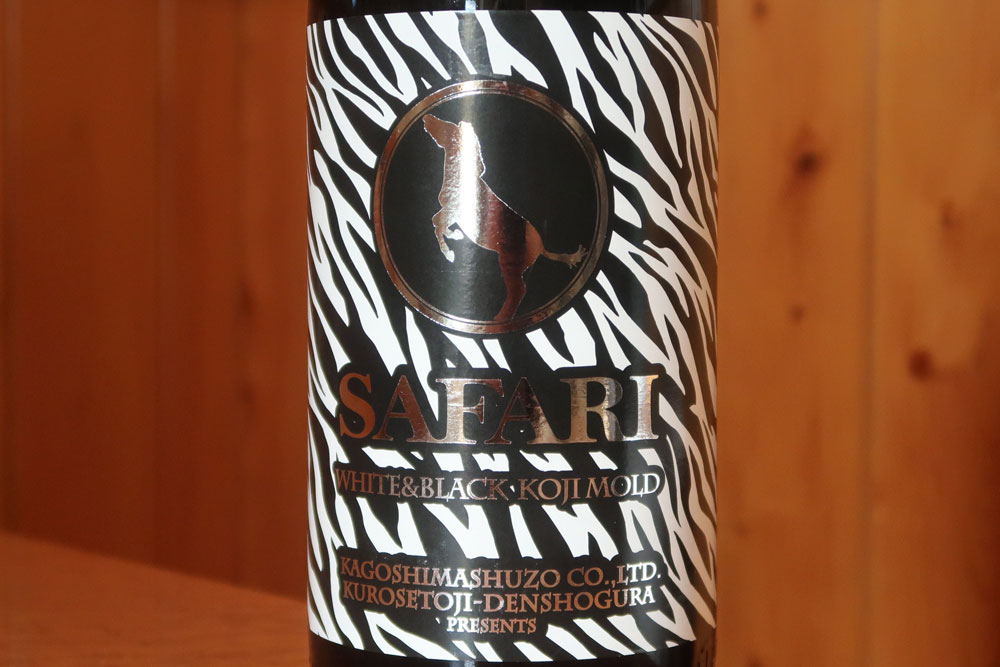 SAFARI
WHITE&BLACK KOJI MOLD
KAGOSHIMASHUZO CO.,LTD.
KUROSETOJI-DENSHOGURA
PRESENTS